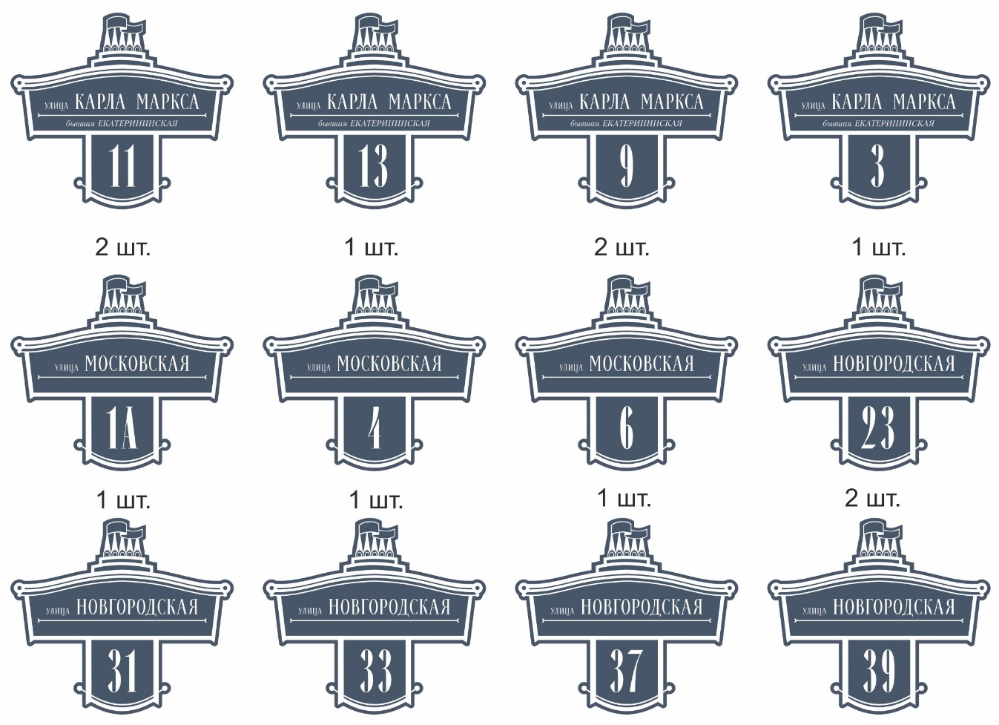 улица КАРЛА МАРКСА
бывшая ЕКАТЕРИНИНСКАЯ
11
улица КАРЛА МАРКСА
бывшая ЕКАТЕРИНИНСКАЯ
13
улица КАРЛА МАРКСА
бывшая ЕКАТЕРИНИНСКАЯ
9
улица КАРЛА МАРКСА
бывшая ЕКАТЕРИНИНСКАЯ
3
2 шт.
1 шт.
2 шт.
1 шт.
улица МОСКОВСКАЯ
1А
улица МОСКОВСКАЯ
4
улица МОСКОВСКАЯ
6
улица НОВГОРОДСКАЯ
23
1 шт.
1 шт.
1 шт.
2 шт.
улица НОВГОРОДСКАЯ
31
улица НОВГОРОДСКАЯ
33
улица НОВГОРОДСКАЯ
37
улица НОВГОРОДСКАЯ
39